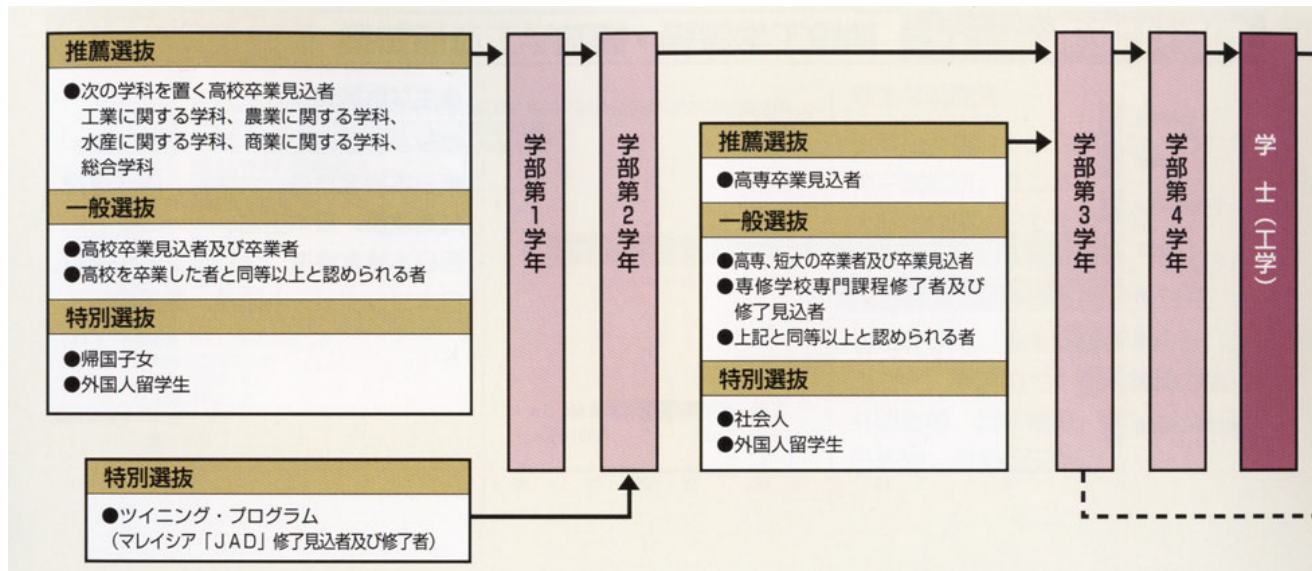 推薦選抜
●次の学科を置く高校卒業見込者
工業に関する学科、農業に関する学科、
水産に関する学科、商業に関する学科、
総合学科
一般選抜
●高校卒業見込者及び卒業者
●高校を卒業した者と同等以上と認められる者
特別選抜
●帰国子女
●外国人留学生
特別選抜
●ツイニング・プログラム
（マレイシア「JAD」修了見込者及び修了者）
学部第1学年
学部第2学年
推薦選抜
●高専卒業見込者
一般選抜
●高専、短大の卒業者及び卒業見込者
●専修学校専門課程修了者及び
修了見込者
●上記と同等以上と認められる者
特別選抜
●社会人
●外国人留学生
学部第3学年
学部第4学年
学士（工学）